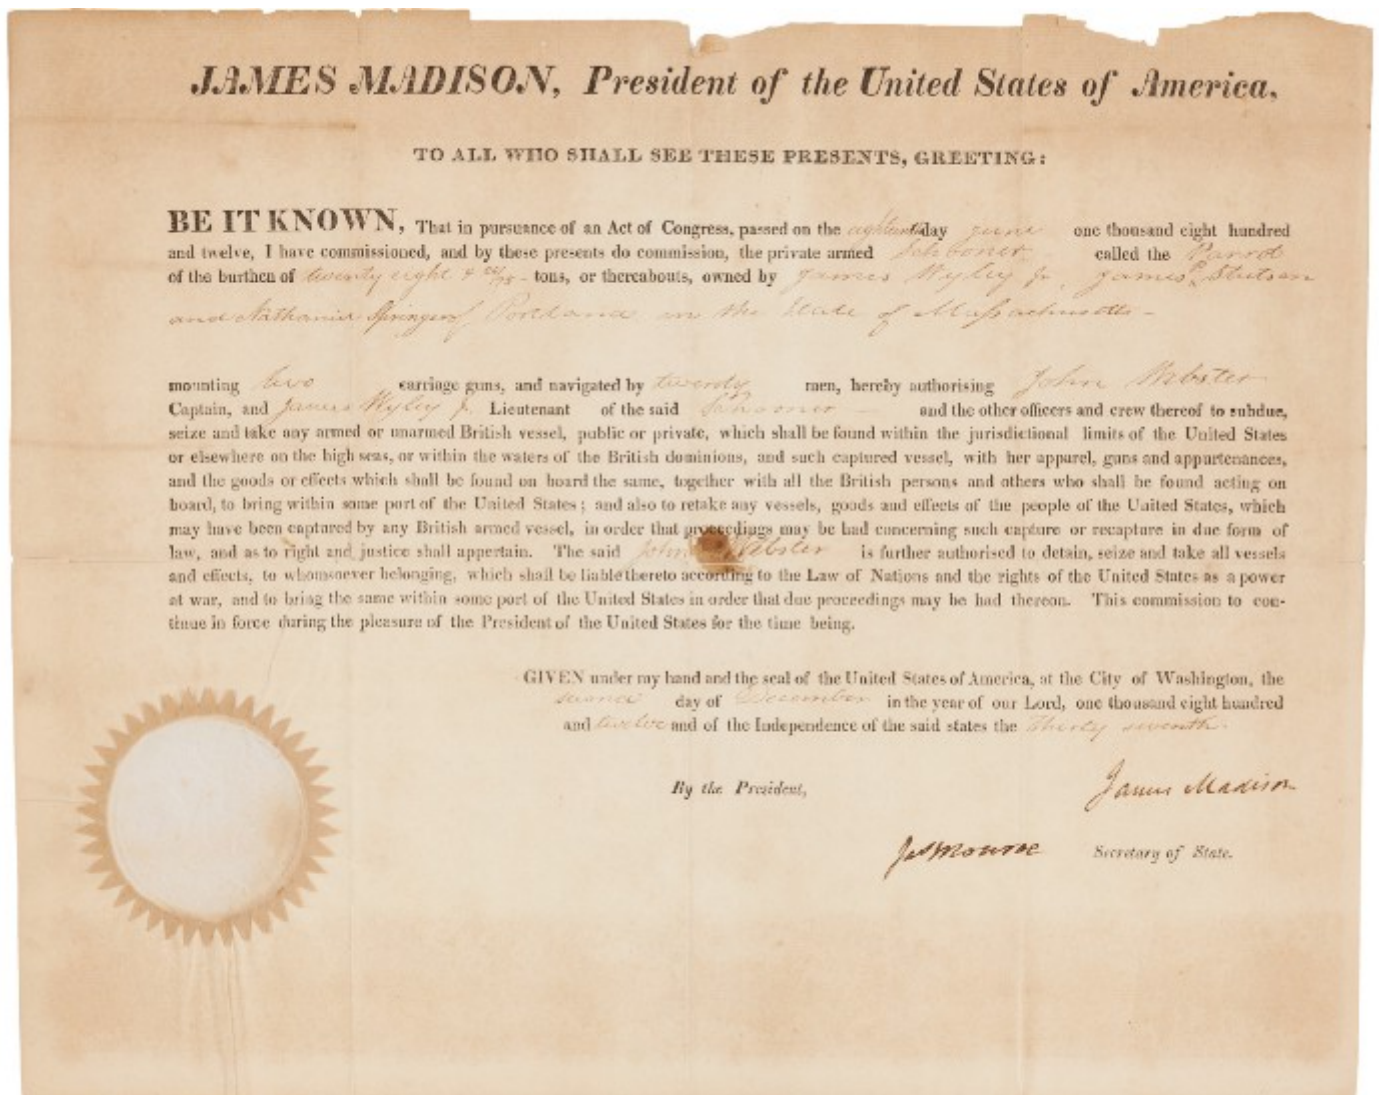 JAMES MADISON, President of the United States of America,
TO ALL WHO SHALL SEE THESE PRESENTS, GREETING:
BE IT KNOWN, That in pursuance of an Act of Congress, passed on the eighteenth day june one thousand eight hundred
and twelve, I have commissioned, and by these presents do commission, the private armed Schooner called the Parrot
of the burthen of twenty eight & tons, or thereabouts, owned by James Wyley Jr, James Stutson
and Nathaniel Springer of Portland in the State of Massachusetts-
mounting two carriage guns, and navigated by twenty men, hereby authorising John Webster
Captain, and James Wyley Jr. Lieutenant of the said Schooner - and the other officers and crew thereof to subdue,
seize and take any armed or unarmed British vessel, public or private, which shall be found within the jurisdictional limits of the United States
or elsewhere on the high seas, or within the waters of the British dominions, and such captured vessel, with her apparel, guns and appurtenances,
and the goods or effects which shall be found on board the same, together with all the British persons and others who shall be found acting on
board, to bring within some port of the United States; and also to retake any vessels, goods and effects of the people of the United States, which
may have been captured by any British armed vessel, in order that proceedings may be had concerning such capture or recapture in due form of
law, and as to right and justice shall appertain. The said John Webster is further authorised to detain, seize and take all vessels
and effects, to whomsoever belonging, which shall be liable thereto according to the Law of Nations and the rights of the United States as a power
at war, and to bring the same within some port of the United States in order that due proceedings may be had thereon. This commission to con-
tinue in force during the pleasure of the President of the United States for the time being.
GIVEN under my hand and the seal of the United States of America, at the City of Washington, the
second day of December in the year of our Lord, one thousand eight hundred
and twelve and of the Independence of the said states the thirty seventh.
By the President,
James Madison
Jas Monroe Secretary of State.